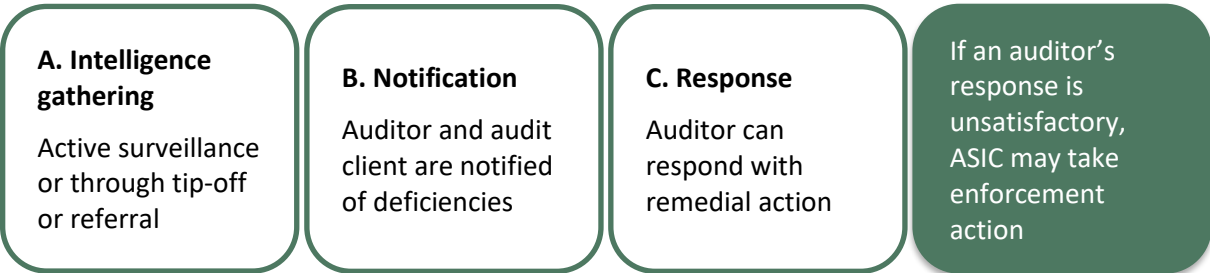 A. Intelligence
gathering
Active surveillance
or through tip-off
or referral
B. Notification
Auditor and audit
client are notified
of deficiencies
C. Response
Auditor can
respond with
remedial action
If an auditor’s
response is
unsatisfactory,
ASIC may take
enforcement
action